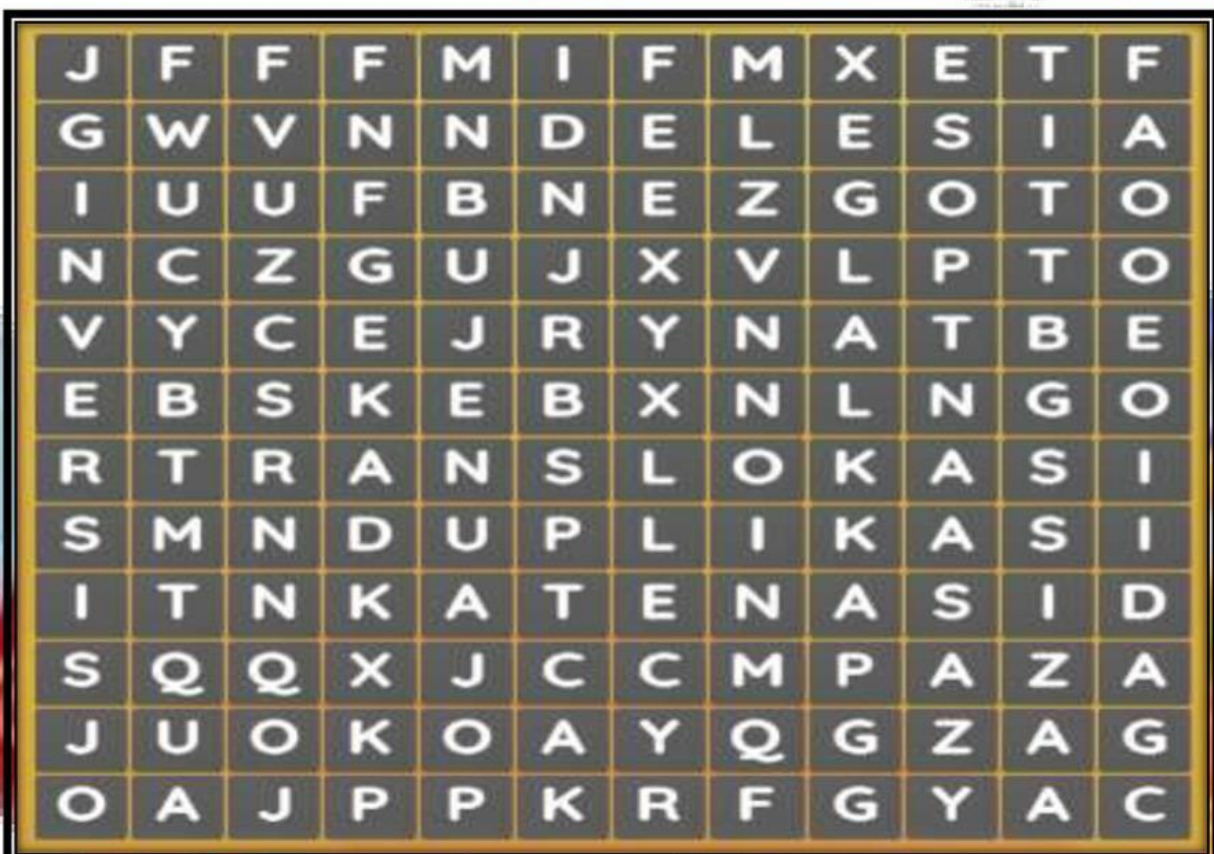 J F F F M I F M X E T F
G W V N N D E L E S I A
I U U F B N E Z G O T O
N C Z G U J X V L P T O
V Y C E J R Y N A T B E
E B S K E B X N L N G O
R T R A N S L O K A S I
S M N D U P L I K A S I
I T N K A T E N A S I D
S Q Q X J C C M P A Z A
J U O K O A Y Q G Z A G
O A J P P K R F G Y A C